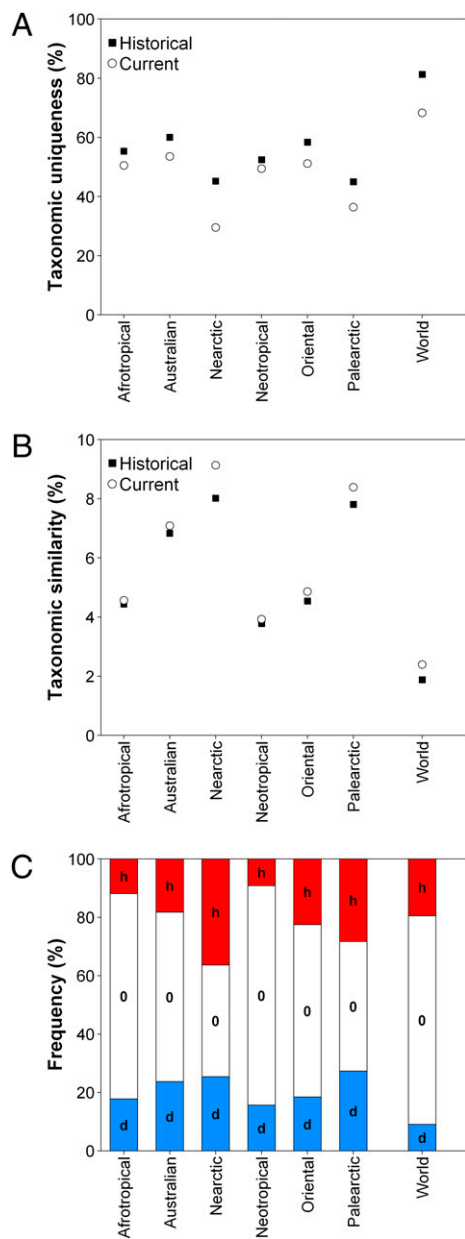 A
Taxonomic uniqueness (%)
100
80
60
40
20
0
Historical
Current
Afrotropical
Australian
Nearctic
Neotropical
Oriental
Palearctic
World
B
Taxonomic similarity (%)
10
8
6
4
2
0
Historical
Current
Afrotropical
Australian
Nearctic
Neotropical
Oriental
Palearctic
World
C
Frequency (%)
100
80
60
40
20
0
h h h h h h h
0 0 0 0 0 0 0
d d d d d d d
Afrotropical
Australian
Nearctic
Neotropical
Oriental
Palearctic
World